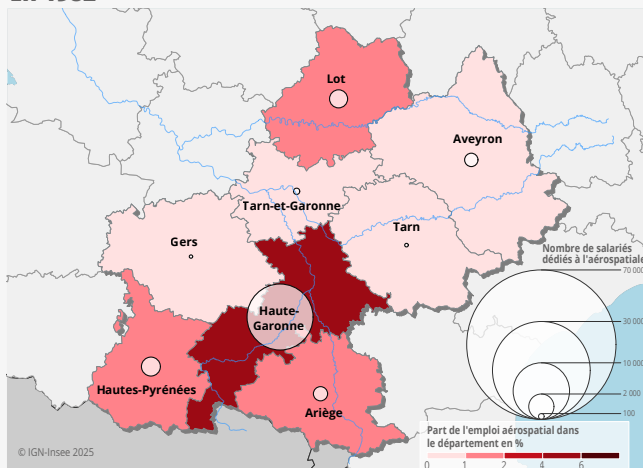 Lot
Aveyron
Tarn-et-Garonne
Tarn
Gers
Nombre de salariés
dédiés à l'aérospatiale
70 000
Haute-
Garonne
30 000
10 000
Hautes-Pyrénées
2 000
Ariège
100
Part de l'emploi aérospatial dans
le département en %
© IGN-Insee 2025
0 1 2 4 6